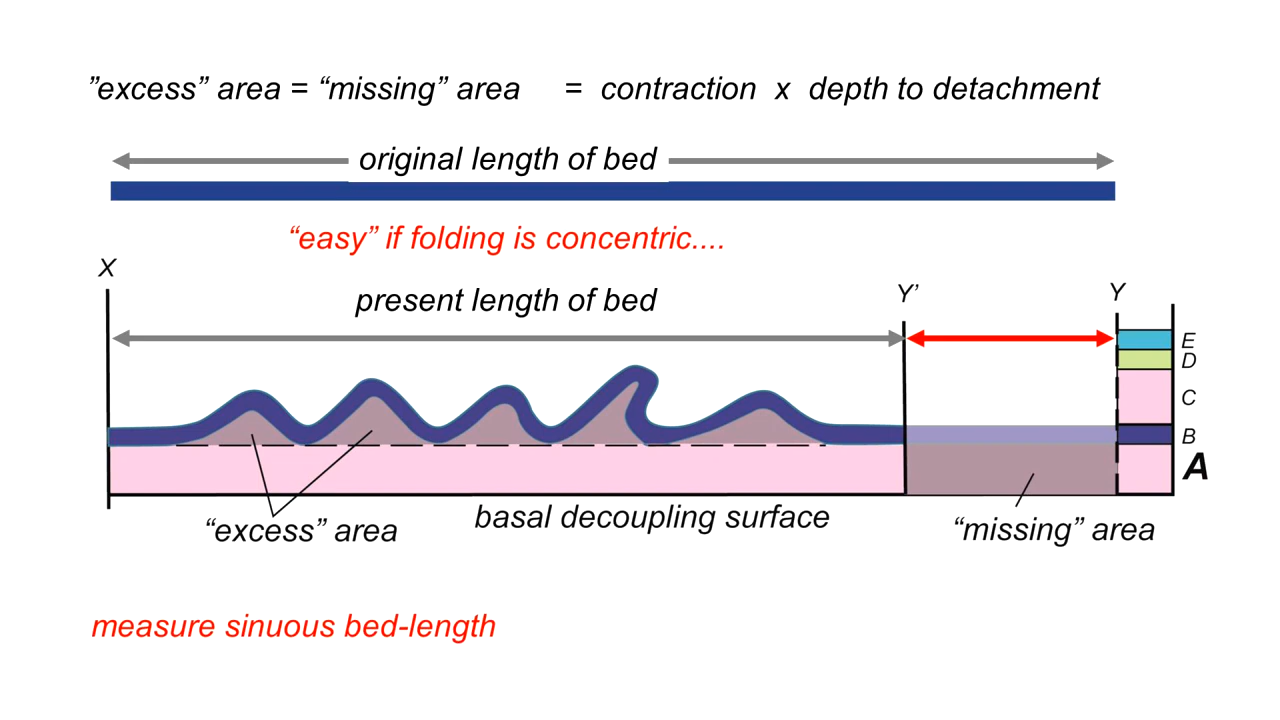 ”excess” area = “missing” area = contraction x depth to detachment
original length of bed
“easy” if folding is concentric....
X
present length of bed
Y’
Y
E
D
C
B
A
“excess” area
basal decoupling surface
“missing” area
measure sinuous bed-length